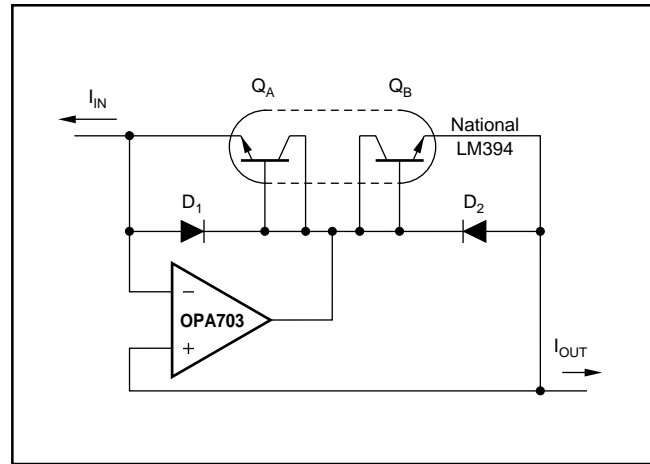 Q_A Q_B
I_IN
National
LM394
D_1 D_2
−
OPA703
+
I_OUT